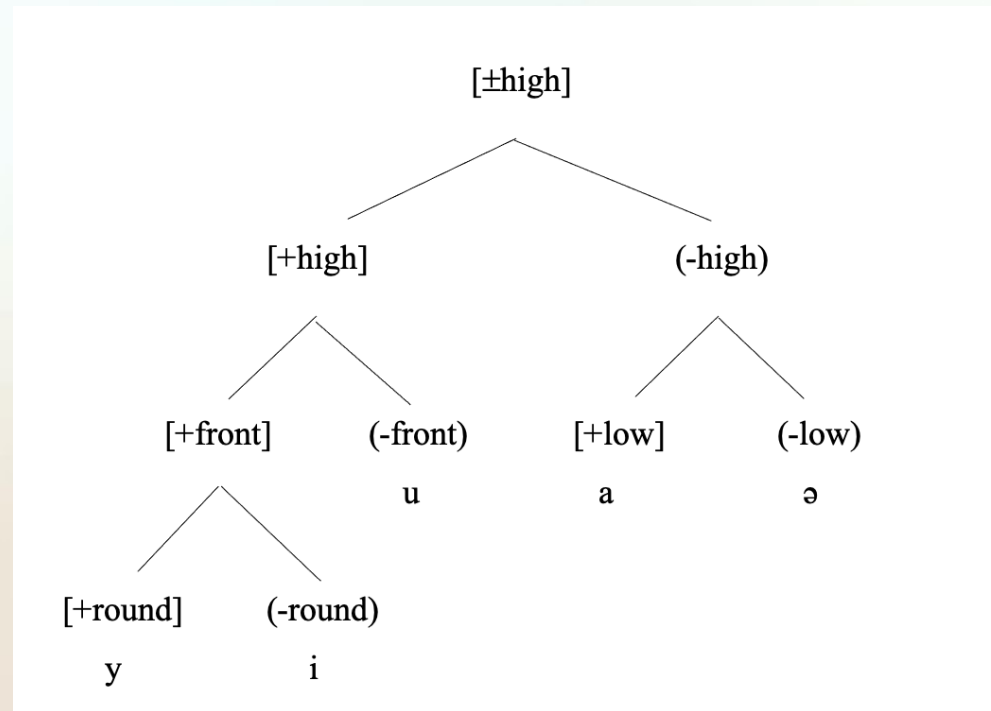 [±high]
[+high] (-high)
[+front] (-front) [+low] (-low)
u a ə
[+round] (-round)
y i